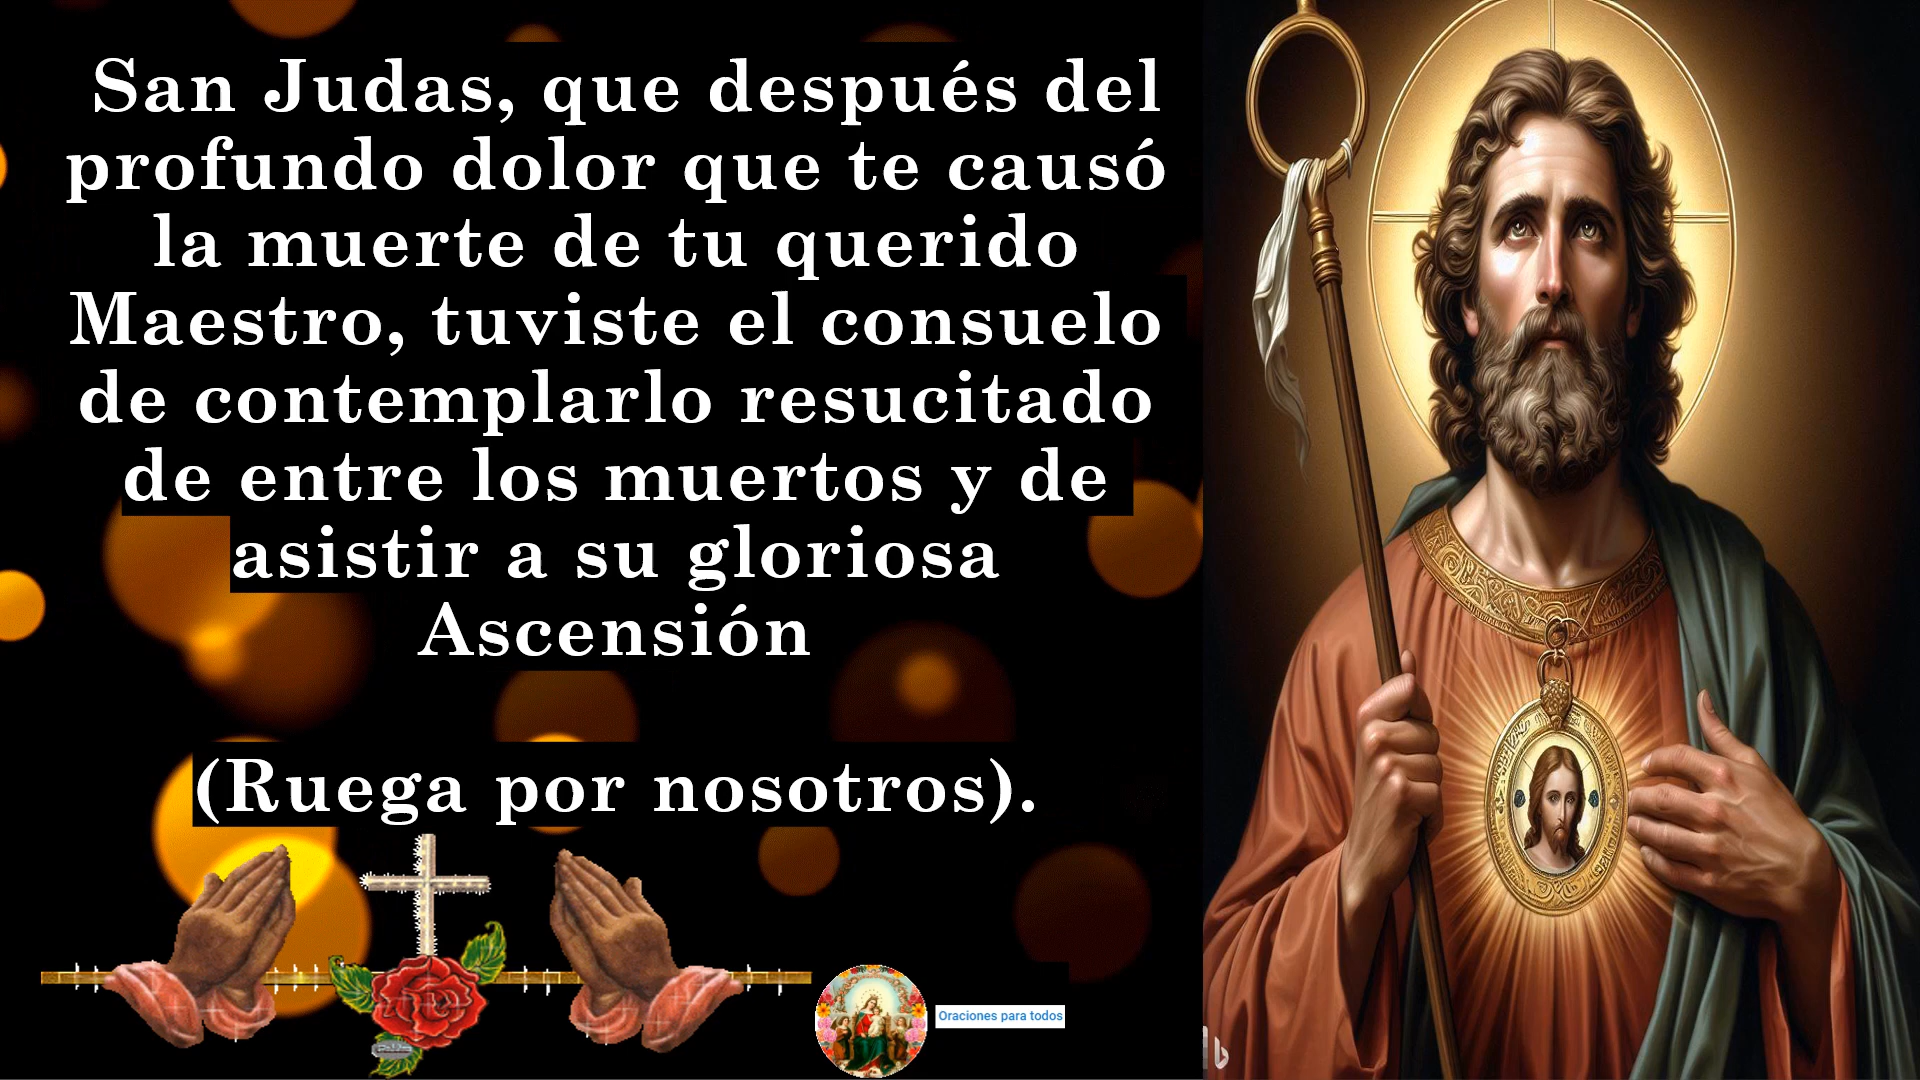 San Judas, que después del
profundo dolor que te causó
la muerte de tu querido
Maestro, tuviste el consuelo
de contemplarlo resucitado
de entre los muertos y de
asistir a su gloriosa
Ascensión
(Ruega por nosotros).
Oraciones para todos